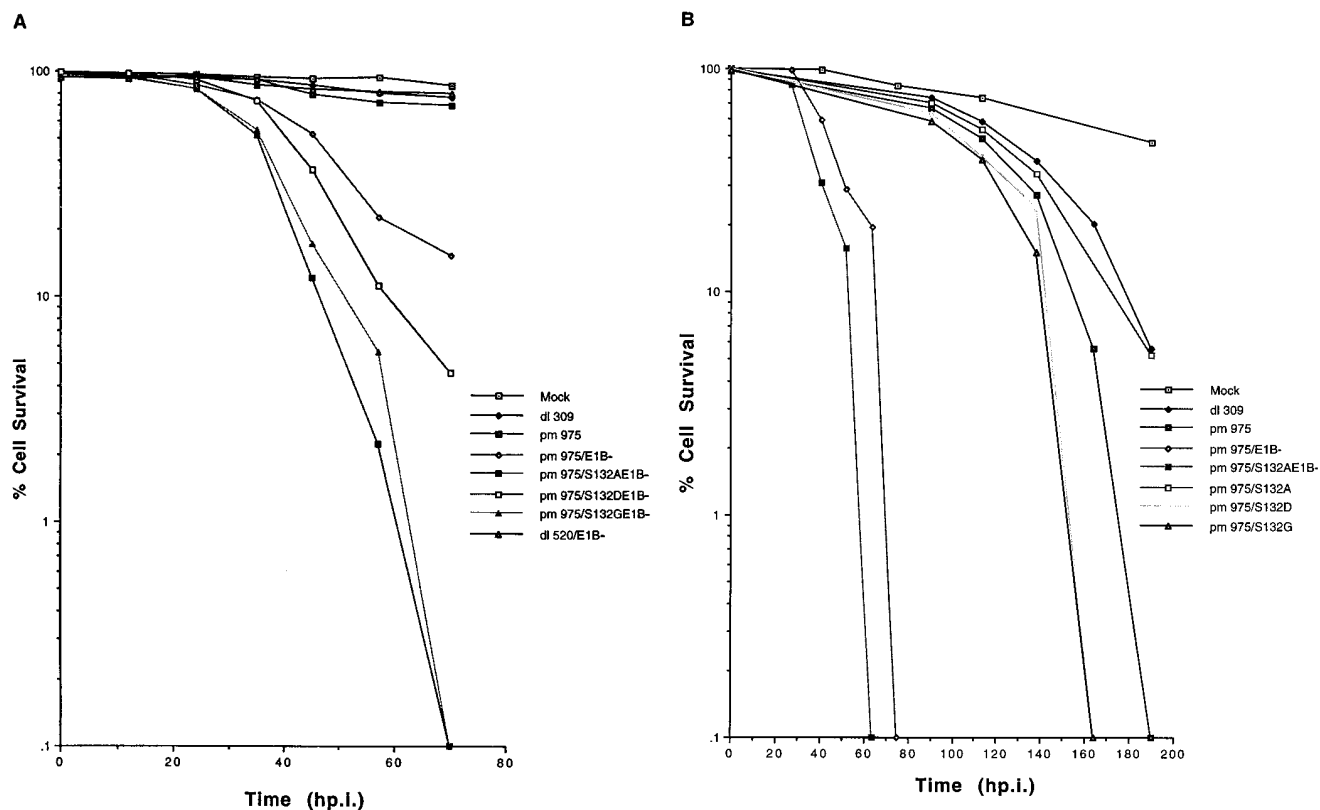 A
100
10
1
.1
% Cell Survival
0 20 40 60 80
Time (hp.i.)
Mock
dl 309
pm 975
pm 975/E1B-
pm 975/S132AE1B-
pm 975/S132DE1B-
pm 975/S132GE1B-
dl 520/E1B-
B
100
10
1
.1
% Cell Survival
0 20 40 60 80 100 120 140 160 180 200
Time (hp.i.)
Mock
dl 309
pm 975
pm 975/E1B-
pm 975/S132AE1B-
pm 975/S132A
pm 975/S132D
pm 975/S132G